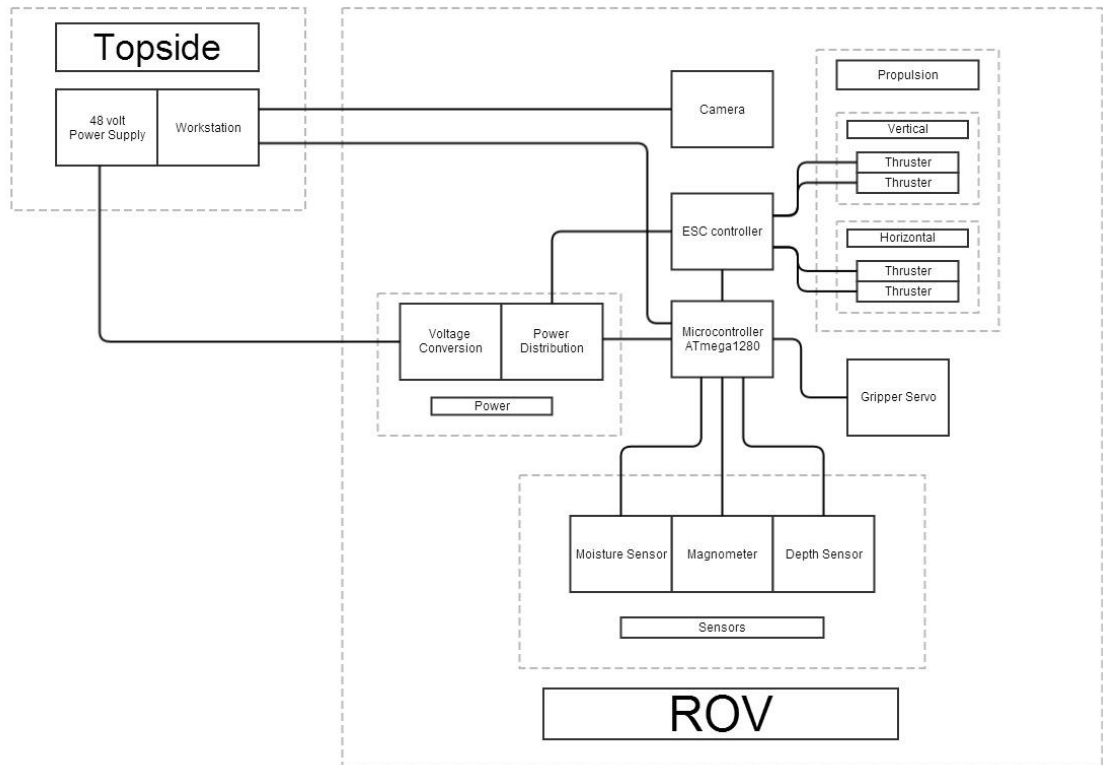 Topside
48 volt
Power Supply
Workstation
Camera
Propulsion
Vertical
Thruster
Thruster
ESC controller
Horizontal
Thruster
Thruster
Voltage
Conversion
Power
Distribution
Microcontroller
ATmega1280
Power
Gripper Servo
Moisture Sensor
Magnometer
Depth Sensor
Sensors
ROV